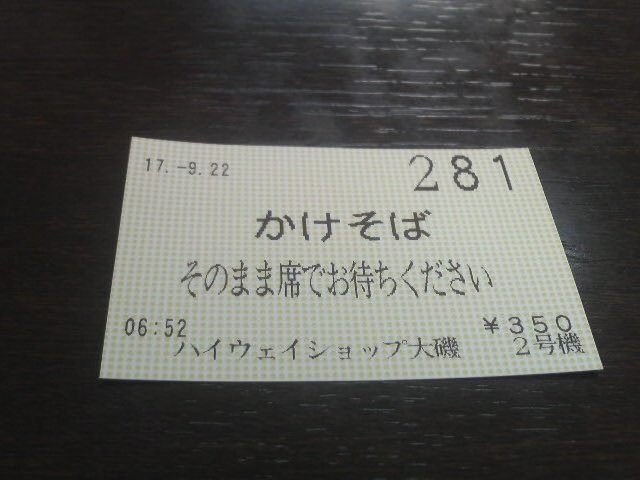 17.-9.22 281
かけそば
そのまま席でお待ちください
06:52 ¥350
ハイウェイショップ大磯 2号機